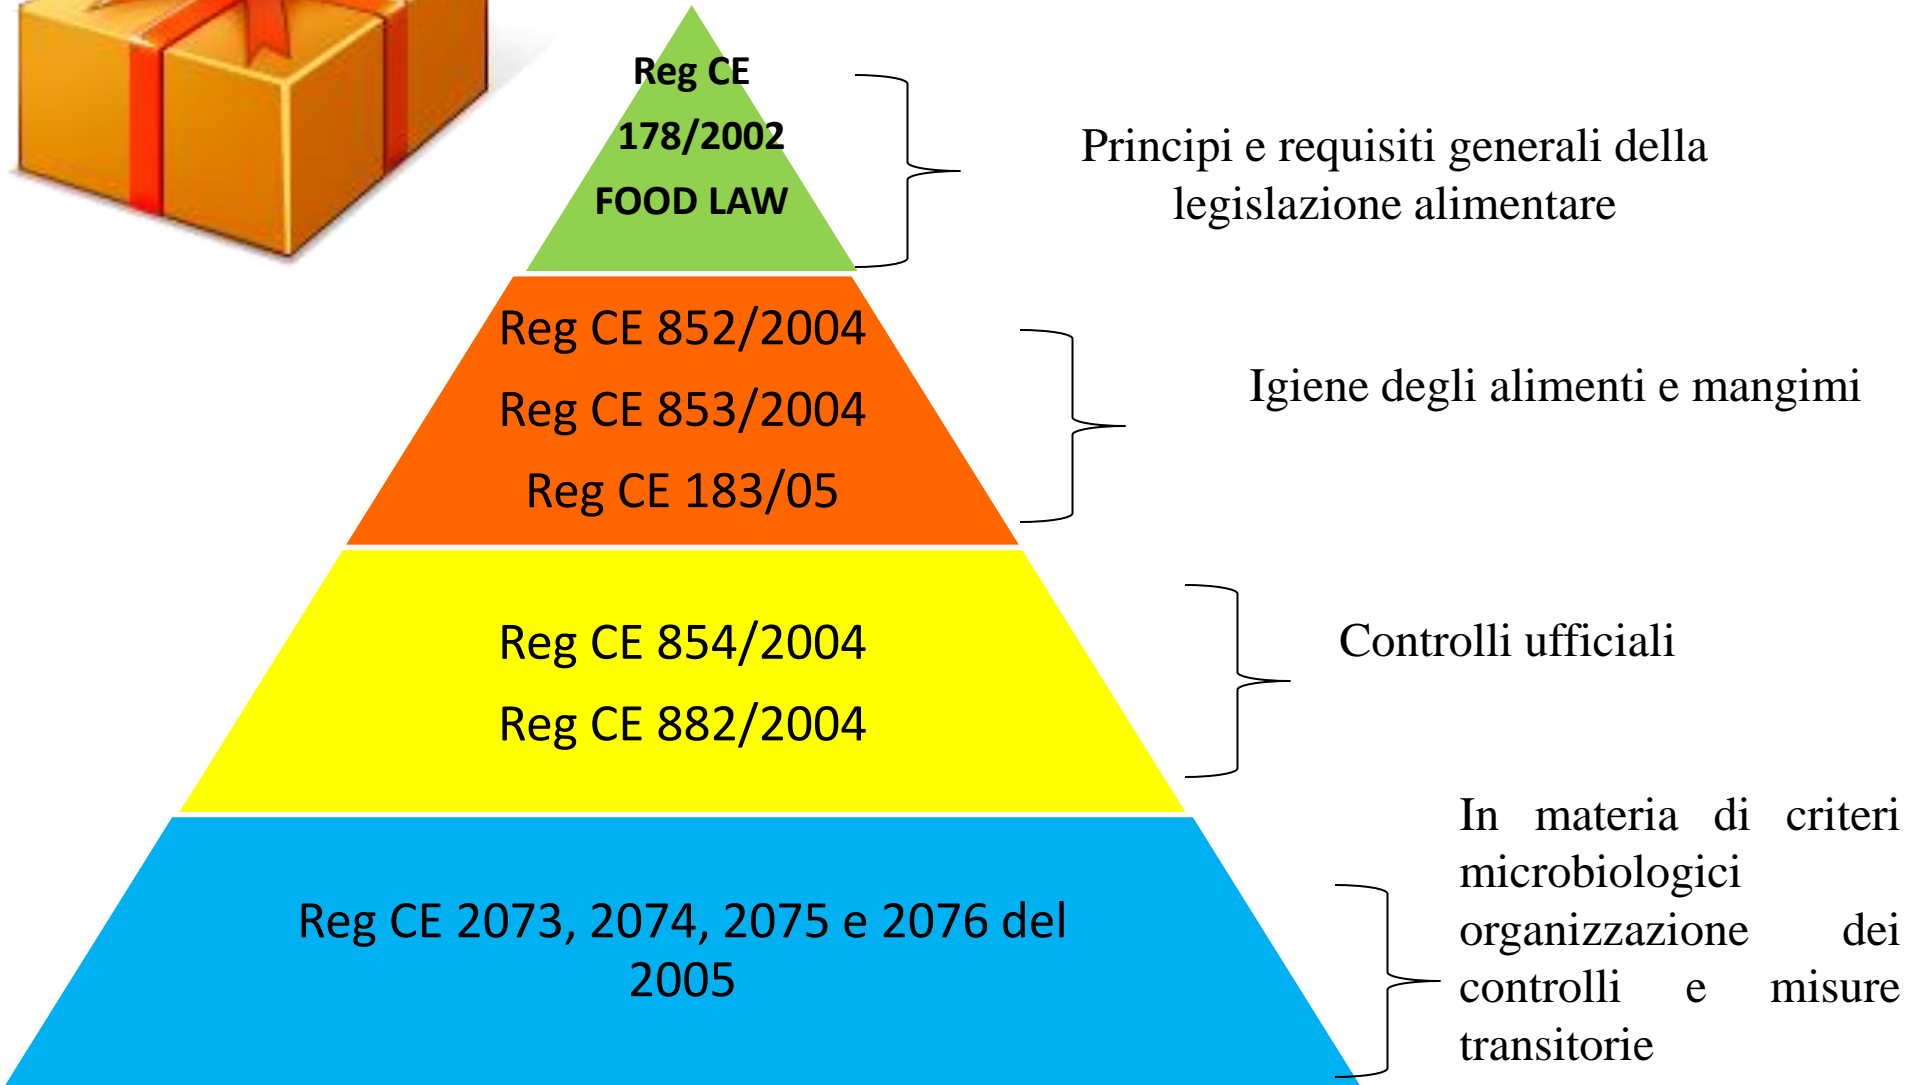 Reg CE
178/2002
FOOD LAW
Principi e requisiti generali della
legislazione alimentare
Reg CE 852/2004
Reg CE 853/2004
Reg CE 183/05
Igiene degli alimenti e mangimi
Reg CE 854/2004
Reg CE 882/2004
Controlli ufficiali
Reg CE 2073, 2074, 2075 e 2076 del
2005
In materia di criteri
microbiologici
organizzazione dei
controlli e misure
transitorie